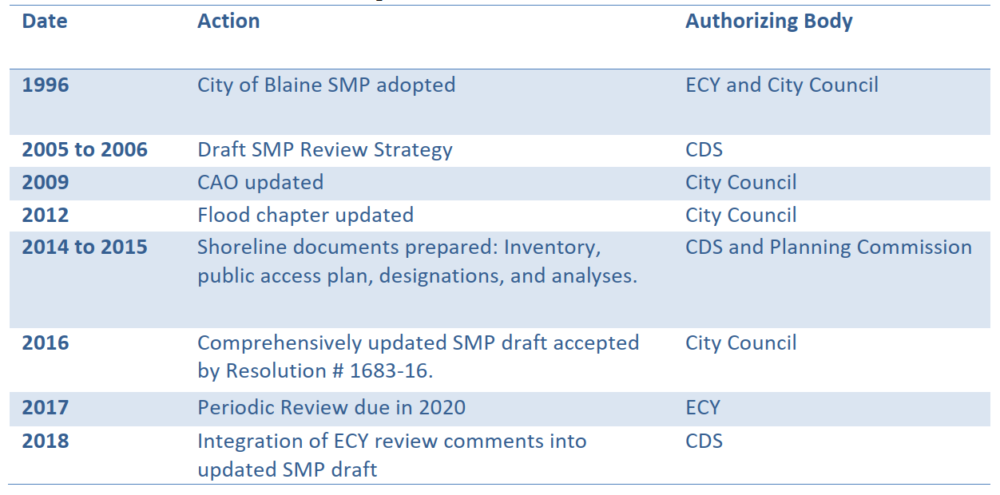 Date Action Authorizing Body
1996 City of Blaine SMP adopted ECY and City Council
2005 to 2006 Draft SMP Review Strategy CDS
2009 CAO updated City Council
2012 Flood chapter updated City Council
2014 to 2015 Shoreline documents prepared: Inventory, CDS and Planning Commission
public access plan, designations, and analyses.
2016 Comprehensively updated SMP draft accepted City Council
by Resolution # 1683-16.
2017 Periodic Review due in 2020 ECY
2018 Integration of ECY review comments into CDS
updated SMP draft